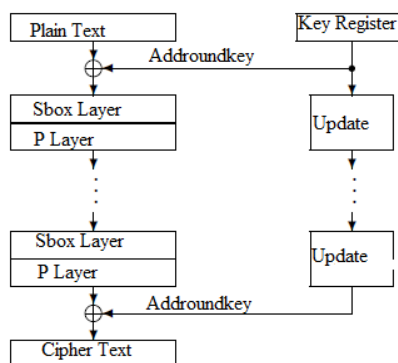 Plain Text
Key Register
Addroundkey
Sbox Layer
P Layer
Update
Sbox Layer
P Layer
Update
Addroundkey
Cipher Text